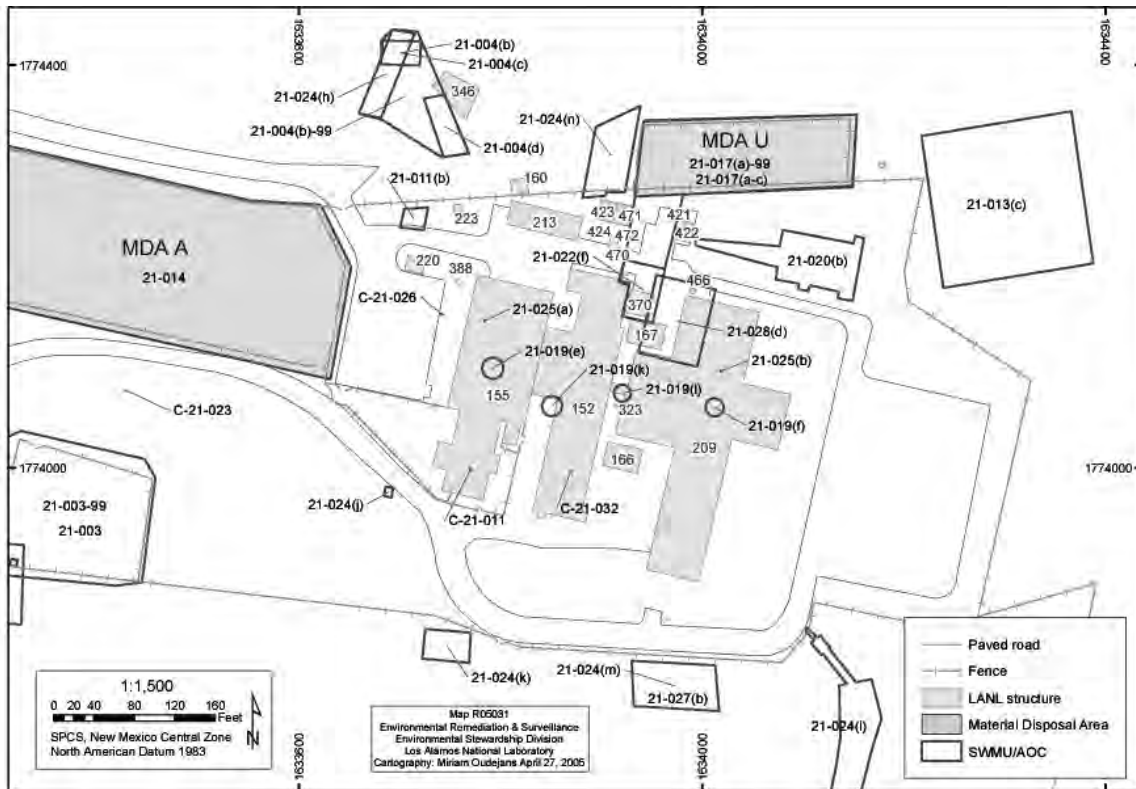 1633600
1634000
1634400
1774400
21-004(b)
21-004(c)
21-024(h)
346
21-004(b)-99
21-024(n)
21-004(d)
MDA U
21-017(a)-99
21-017(a-c)
160
21-011(b)
223
213
423
471
421
424
472
422
470
21-013(c)
MDA A
21-014
220
388
21-022(f)
466
21-020(b)
C-21-026
21-025(a)
370
167
21-028(d)
21-019(e)
21-019(k)
21-019(i)
21-025(b)
155
152
323
21-019(f)
C-21-023
209
166
1774000
1774000
21-003-99
21-003
21-024(j)
C-21-011
C-21-032
21-024(k)
21-024(m)
21-027(b)
21-024(i)
1:1,500
0 20 40 80 120 160
Feet
N
SPCS, New Mexico Central Zone
North American Datum 1983
Map R05031
Environmental Remediation & Surveillance
Environmental Stewardship Division
Los Alamos National Laboratory
Cartography: Miriam Oudejans April 27, 2005
Paved road
Fence
LANL structure
Material Disposal Area
SWMU/AOC
1633600
1634000